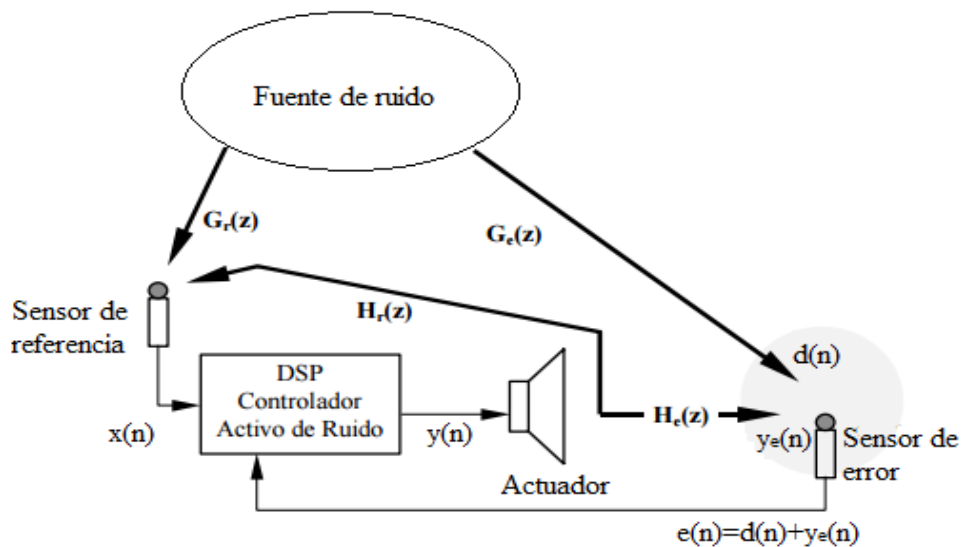 Fuente de ruido
Gr(z)
Ge(z)
Hr(z)
Sensor de
referencia
d(n)
DSP
Controlador
Activo de Ruido
He(z)
x(n)
y(n)
ye(n)
Sensor de
error
Actuador
e(n)=d(n)+ye(n)